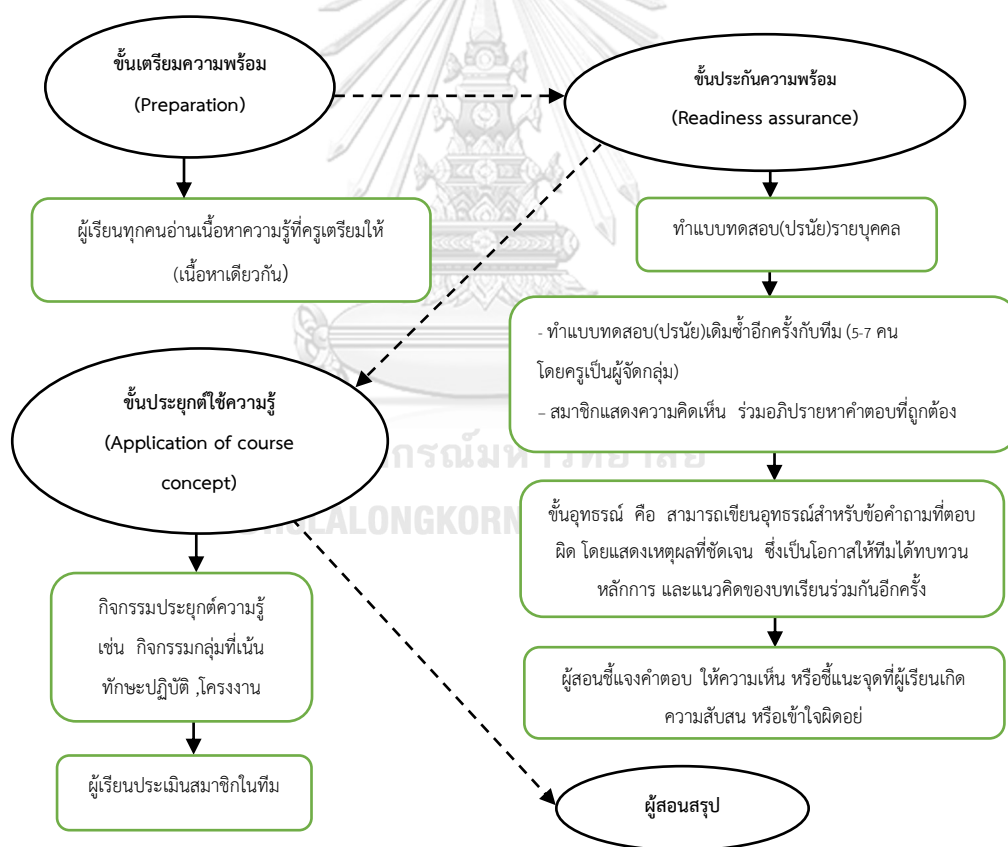 ขั้นเตรียมความพร้อม
(Preparation)
ขั้นประกันความพร้อม
(Readiness assurance)
ผู้เรียนทุกคนอ่านเนื้อหาความรู้ที่ครูเตรียมให้
(เนื้อหาเดียวกัน)
ทำแบบทดสอบ(ปรนัย)รายบุคคล
- ทำแบบทดสอบ(ปรนัย)เดิมซ้ำอีกครั้งกับทีม (5-7 คน
โดยครูเป็นผู้จัดกลุ่ม)
– สมาชิกแสดงความคิดเห็น ร่วมอภิปรายหาคำตอบที่ถูกต้อง
ขั้นประยุกต์ใช้ความรู้
(Application of course
concept)
ขั้นอุทธรณ์ คือ สามารถเขียนอุทธรณ์สำหรับข้อคำถามที่ตอบ
ผิด โดยแสดงเหตุผลที่ชัดเจน ซึ่งเป็นโอกาสให้ทีมได้ทบทวน
หลักการ และแนวคิดของบทเรียนร่วมกันอีกครั้ง
กิจกรรมประยุกต์ความรู้
เช่น กิจกรรมกลุ่มที่เน้น
ทักษะปฏิบัติ ,โครงงาน
ผู้สอนชี้แจงคำตอบ ให้ความเห็น หรือชี้แนะจุดที่ผู้เรียนเกิด
ความสับสน หรือเข้าใจผิดอย่
ผู้เรียนประเมินสมาชิกในทีม
ผู้สอนสรุป